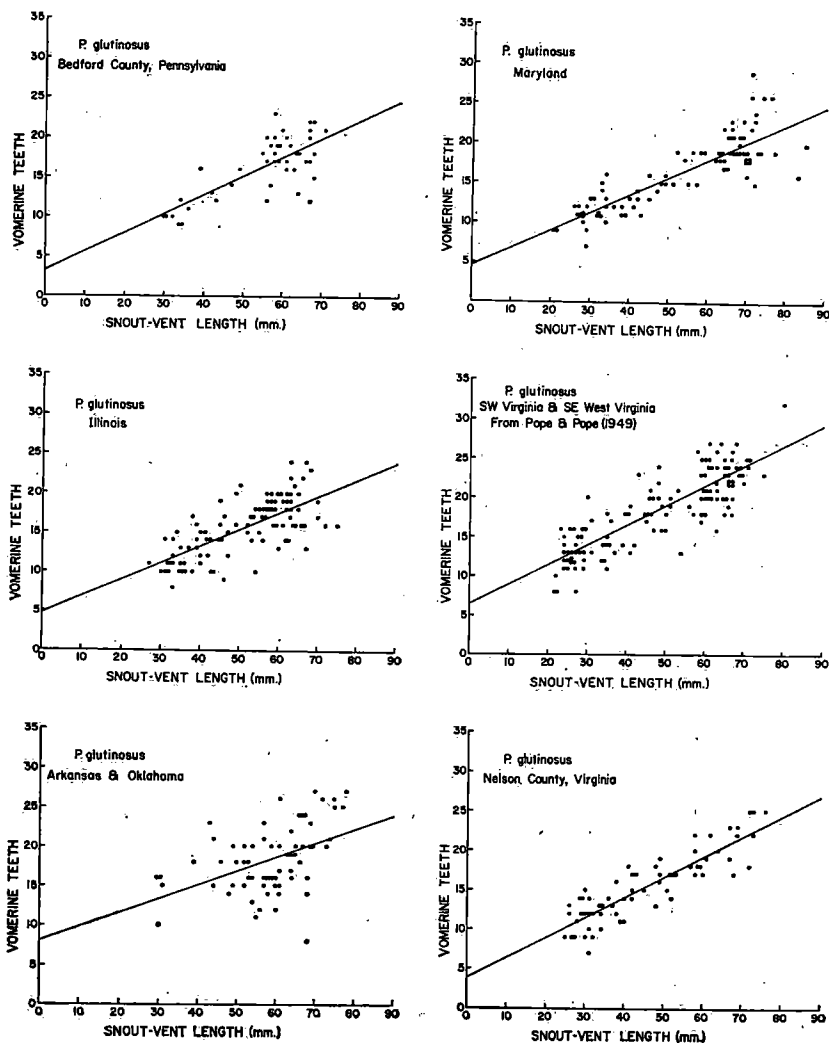 P. glutinosus
Bedford County, Pennsylvania
VOMERINE TEETH
35
30
25
20
15
10
5
0
0 10 20 30 40 50 60 70 80 90
SNOUT-VENT LENGTH (mm.)
P. glutinosus
Maryland
VOMERINE TEETH
35
30
25
20
15
10
5
0
0 10 20 30 40 50 60 70 80 90
SNOUT-VENT LENGTH (mm.)
P. glutinosus
Illinois
VOMERINE TEETH
35
30
25
20
15
10
5
0
0 10 20 30 40 50 60 70 80 90
SNOUT-VENT LENGTH (mm.)
P. glutinosus
SW Virginia & SE West Virginia
From Pope & Pope (1949)
VOMERINE TEETH
35
30
25
20
15
10
5
0
0 10 20 30 40 50 60 70 80 90
SNOUT-VENT LENGTH (mm.)
P. glutinosus
Arkansas & Oklahoma
VOMERINE TEETH
35
30
25
20
15
10
5
0
0 10 20 30 40 50 60 70 80 90
SNOUT-VENT LENGTH (mm.)
P. glutinosus
Nelson County, Virginia
VOMERINE TEETH
35
30
25
20
15
10
5
0
0 10 20 30 40 50 60 70 80 90
SNOUT-VENT LENGTH (mm.)